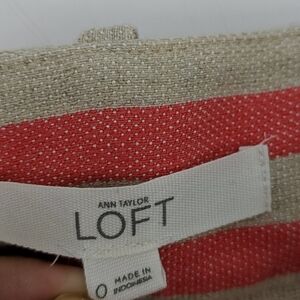 ANN TAYLOR
LOFT
0
MADE IN
INDONESIA